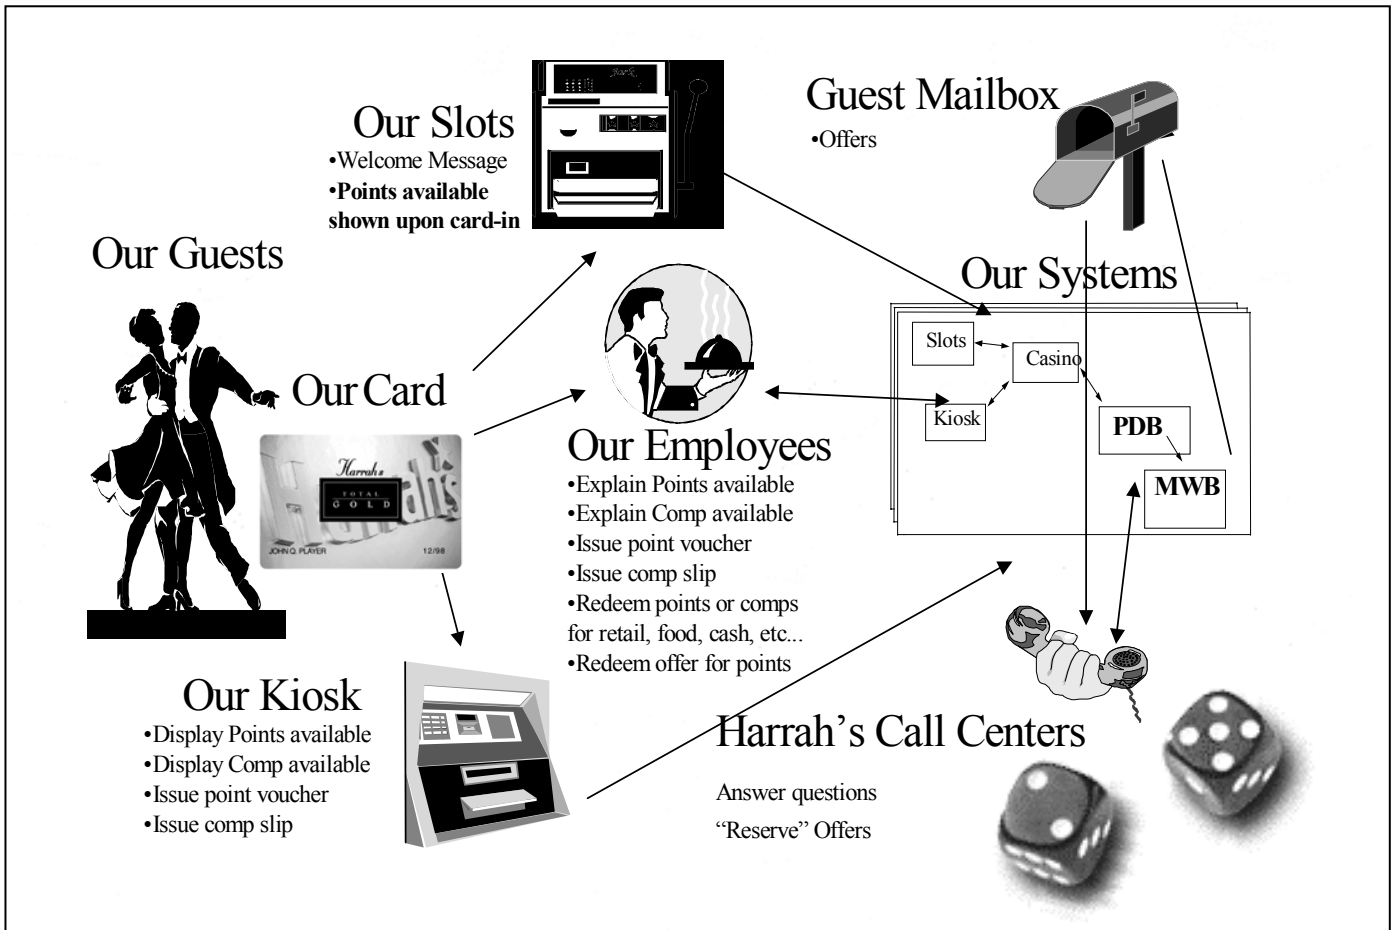 Our Slots
•Welcome Message
•Points available
shown upon card-in
Guest Mailbox
•Offers
Our Guests
Our Card
Harrah's
TOTAL
GOLD
JOHN Q. PLAYER 12/98
Our Employees
•Explain Points available
•Explain Comp available
•Issue point voucher
•Issue comp slip
•Redeem points or comps
for retail, food, cash, etc...
•Redeem offer for points
Our Systems
Slots
Casino
Kiosk
PDB
MWB
Our Kiosk
•Display Points available
•Display Comp available
•Issue point voucher
•Issue comp slip
Harrah’s Call Centers
Answer questions
“Reserve” Offers